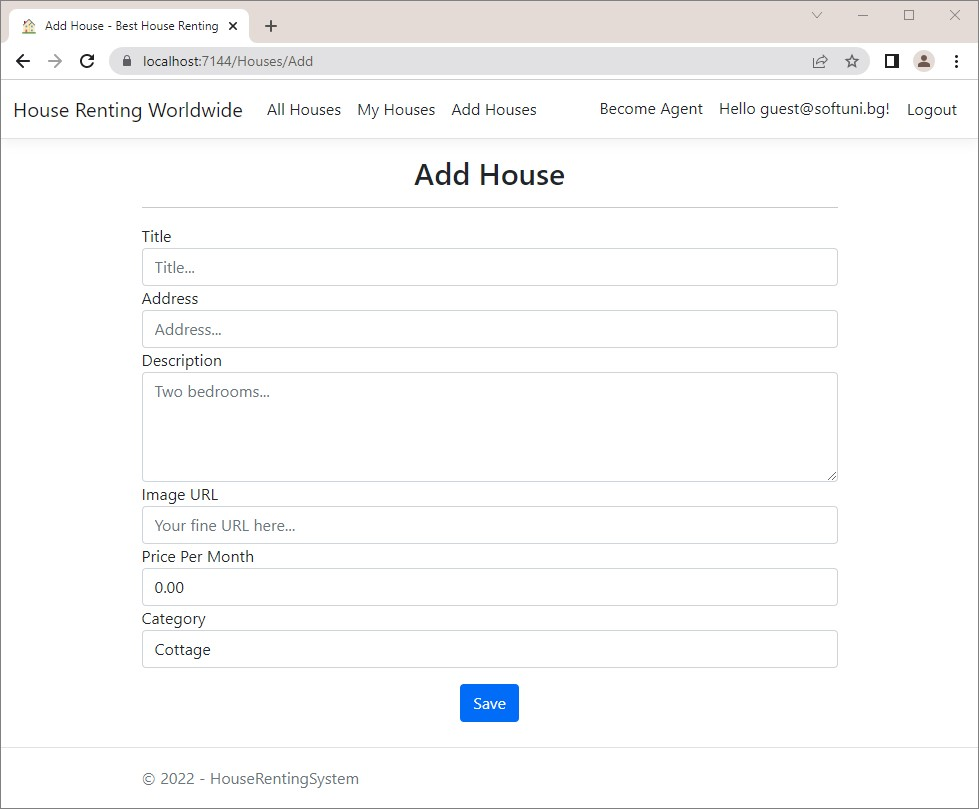 Add House - Best House Renting
localhost:7144/Houses/Add
House Renting Worldwide All Houses My Houses Add Houses Become Agent Hello guest@softuni.bg! Logout
Add House
Title
Title...
Address
Address...
Description
Two bedrooms...
Image URL
Your fine URL here...
Price Per Month
0.00
Category
Cottage
Save
© 2022 - HouseRentingSystem